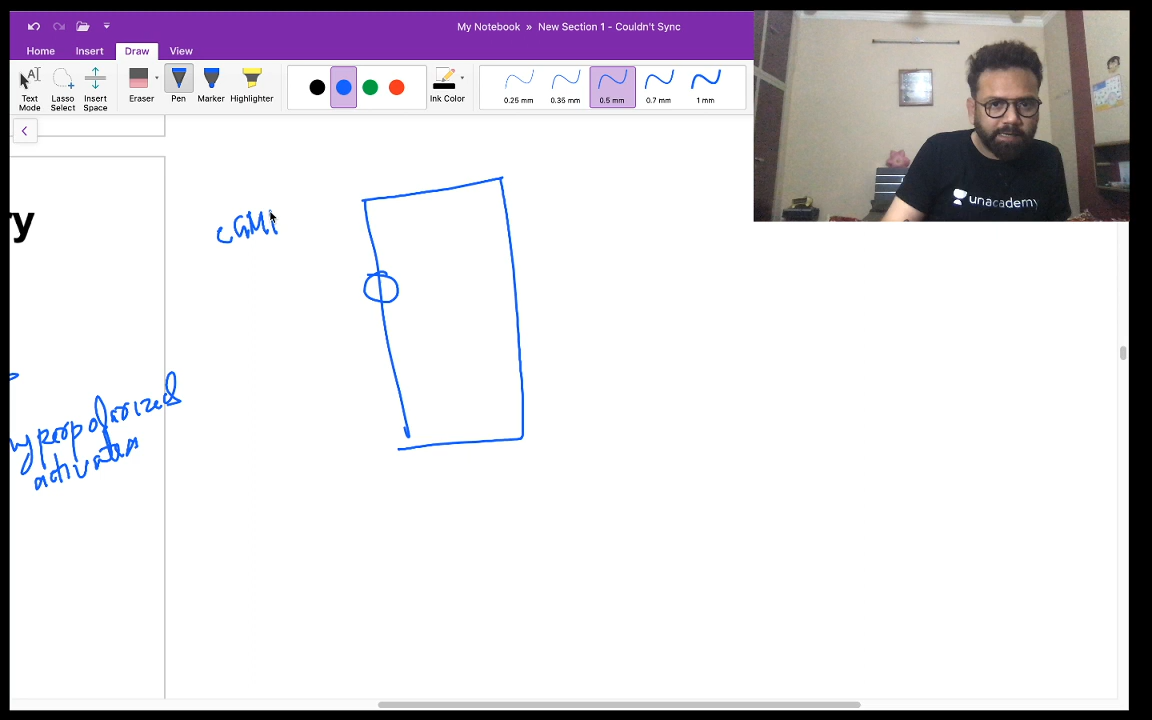 My Notebook » New Section 1 - Couldn't Sync
Home Insert Draw View
Text Mode
Lasso Select
Insert Space
Eraser
Pen
Marker
Highlighter
Ink Color
0.25 mm
0.35 mm
0.5 mm
0.7 mm
1 mm
unacademy
ry
hyperpolarized
activated